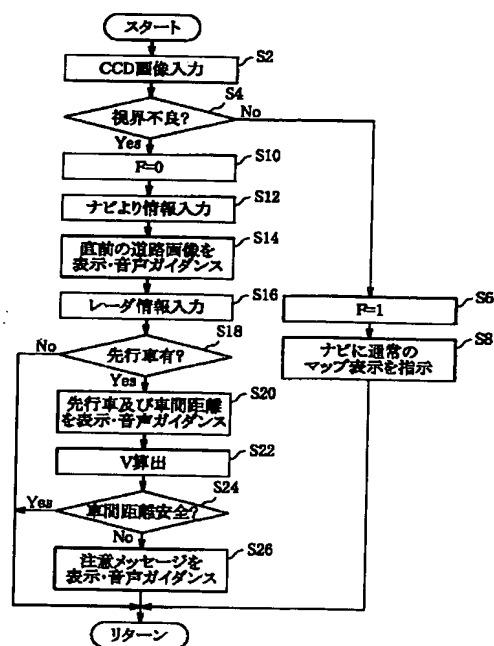 スタート
CCD画像入力
S2
視界不良?
S4
No
Yes
F=0
S10
ナビより情報入力
S12
直前の道路画像を
表示・音声ガイダンス
S14
レーダ情報入力
S16
F=1
S6
ナビに通常の
マップ表示を指示
S8
先行車有?
S18
No
Yes
先行車及び車間距離
を表示・音声ガイダンス
S20
V算出
S22
車間距離安全?
S24
Yes
No
注意メッセージを
表示・音声ガイダンス
S26
リターン